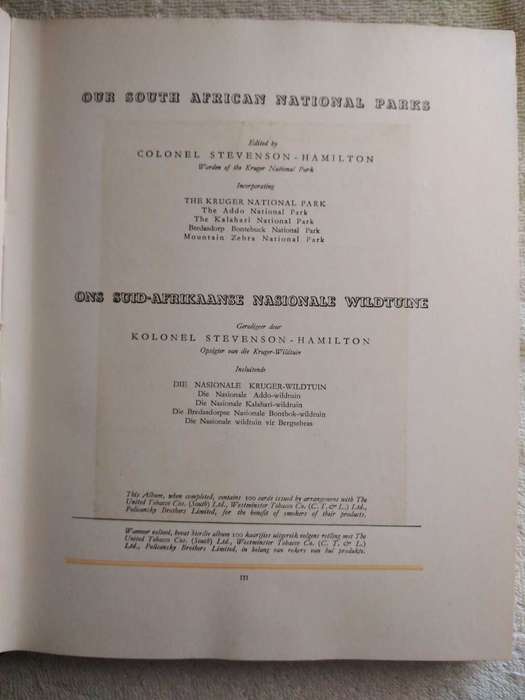 OUR SOUTH AFRICAN NATIONAL PARKS
Edited by
COLONEL STEVENSON-HAMILTON
Warden of the Kruger National Park
Incorporating
THE KRUGER NATIONAL PARK
The Addo National Park
The Kalahari National Park
Bredasdorp Bontebuck National Park
Mountain Zebra National Park
ONS SUID-AFRIKAANSE NASIONALE WILDTUINE
Geredigeer deur
KOLONEL STEVENSON-HAMILTON
Opsigter van die Kruger-Wildtuin
Insluitende
DIE NASIONALE KRUGER-WILDTUIN
Die Nasionale Addo-wildtuin
Die Nasionale Kalahari-wildtuin
Die Bredasdorpse Nasionale Bontbok-wildtuin
Die Nasionale wildtuin vir Bergsebras
This Album, when completed, contains 100 cards issued by arrangement with The
United Tobacco Cos. (South) Ltd., Westminster Tobacco Co. (C. T. & L.) Ltd.,
Policansky Brothers Limited, for the benefit of smokers of their products.
Wanneer voltooid, bevat hierdie album 100 kaartjies uitgereik volgens reëling met The
United Tobacco Cos. (South) Ltd., Westminster Tobacco Co. (C. T. & L.)
Ltd., Policansky Brothers Limited, in belang van rokers van hul produkte.
III